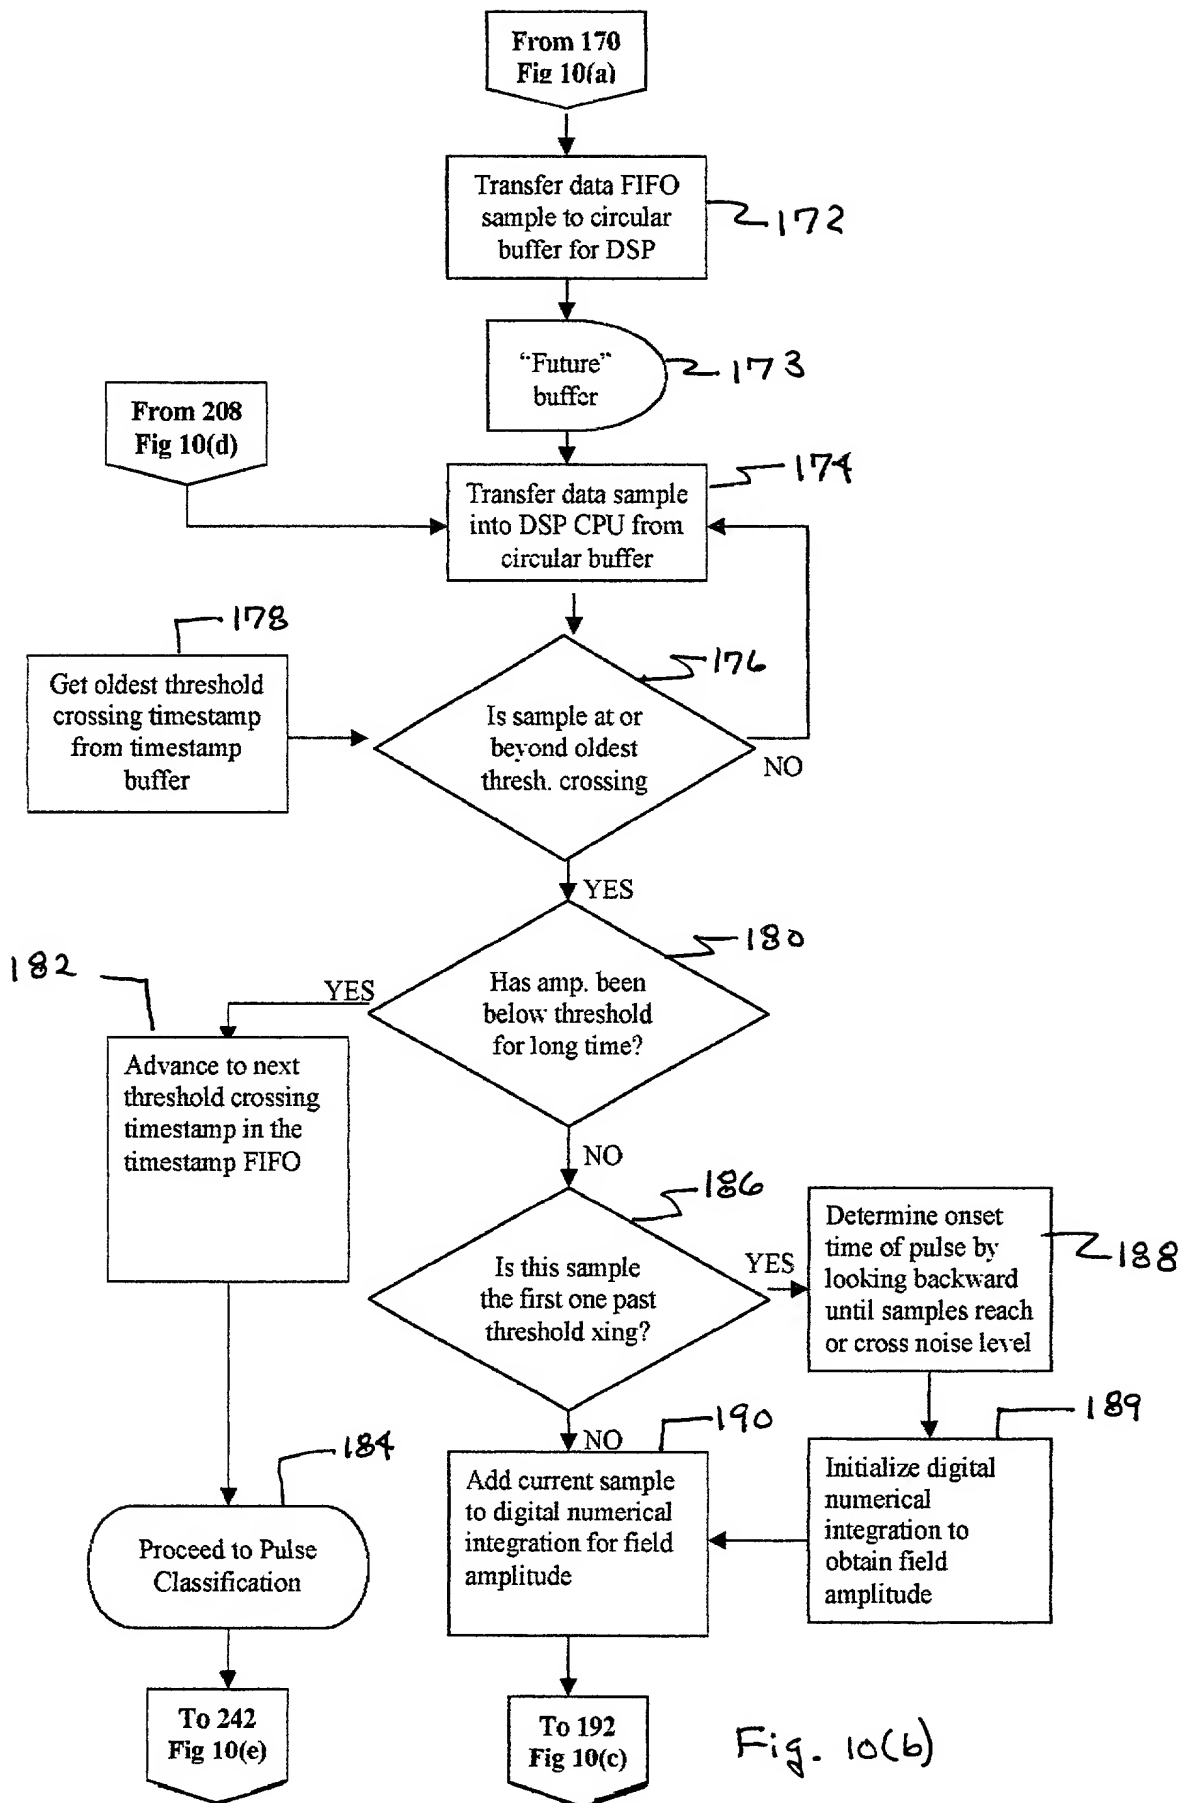 From 170
Fig 10(a)
Transfer data FIFO
sample to circular
buffer for DSP
172
"Future"
buffer
173
From 208
Fig 10(d)
Transfer data sample
into DSP CPU from
circular buffer
174
178
Get oldest threshold
crossing timestamp
from timestamp
buffer
176
Is sample at or
beyond oldest
thresh. crossing
NO
YES
180
Has amp. been
below threshold
for long time?
YES
182
Advance to next
threshold crossing
timestamp in the
timestamp FIFO
NO
186
Is this sample
the first one past
threshold xing?
YES
Determine onset
time of pulse by
looking backward
until samples reach
or cross noise level
188
NO
190
Add current sample
to digital numerical
integration for field
amplitude
189
Initialize digital
numerical
integration to
obtain field
amplitude
184
Proceed to Pulse
Classification
To 242
Fig 10(e)
To 192
Fig 10(c)
Fig. 10(b)